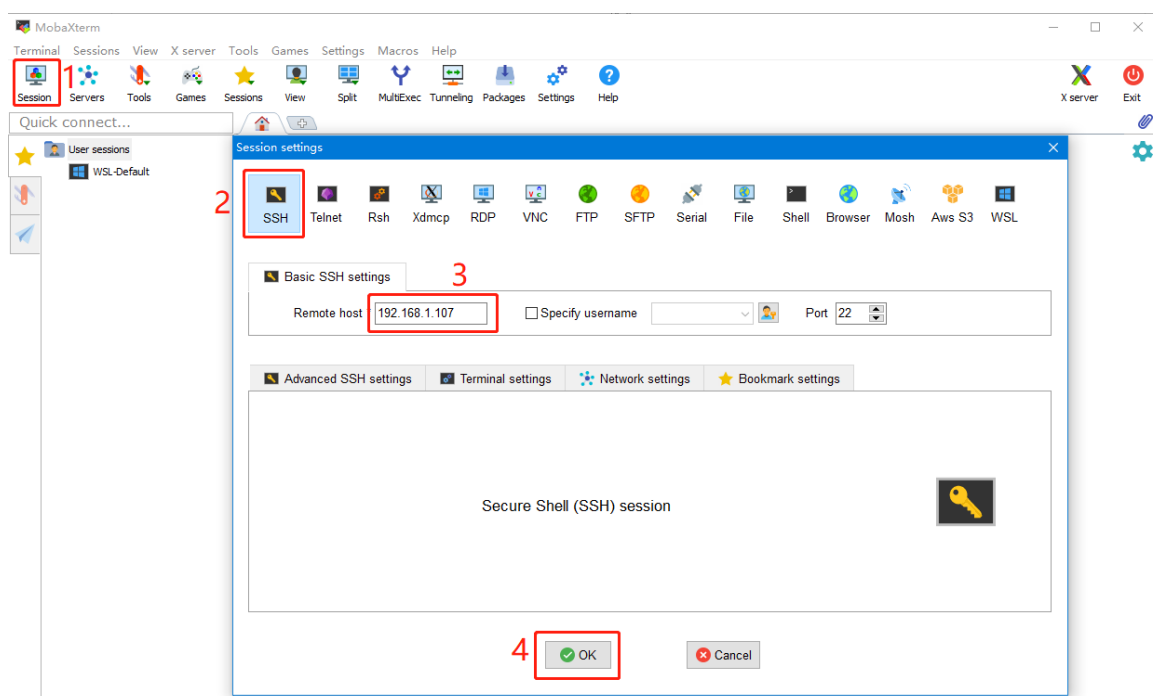 MobaXterm
Terminal Sessions View X server Tools Games Settings Macros Help
1
Session Servers Tools Games Sessions View Split MultiExec Tunneling Packages Settings Help X server Exit
Quick connect...
User sessions
WSL-Default
Session settings
2
SSH Telnet Rsh Xdmcp RDP VNC FTP SFTP Serial File Shell Browser Mosh Aws S3 WSL
Basic SSH settings
3
Remote host * 192.168.1.107 Specify username Port 22
Advanced SSH settings Terminal settings Network settings Bookmark settings
Secure Shell (SSH) session
4
OK Cancel